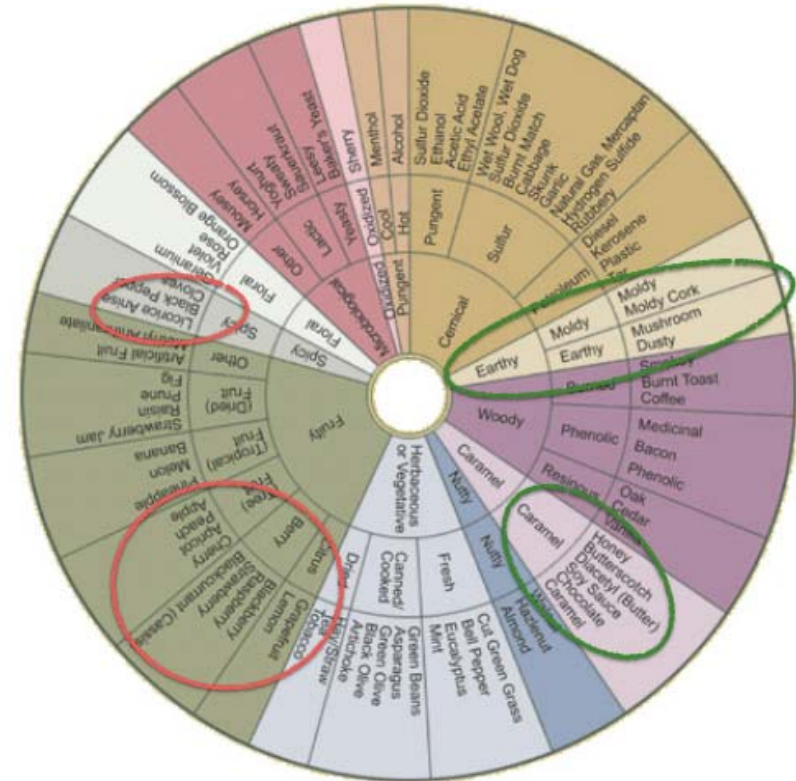 Cemical
Pungent
Sulfur Dioxide
Ethanol
Acetic Acid
Ethyl Acetate
Sulfur
Wet Wool, Wet Dog
Sulfur Dioxide
Burnt Match
Cabbage
Skunk
Garlic
Natural Gas, Mercaptan
Hydrogen Sulfide
Rubbery
Petroleum
Diesel
Kerosene
Plastic
Tar
Earthy
Moldy
Moldy
Moldy Cork
Earthy
Mushroom
Dusty
Woody
Burned
Smokey
Burnt Toast
Coffee
Phenolic
Medicinal
Bacon
Phenolic
Resinous
Oak
Cedar
Vanilla
Caramel
Caramel
Honey
Butterscotch
Diacetyl (Butter)
Soy Sauce
Chocolate
Caramel
Nutty
Nutty
Walnut
Hazelnut
Almond
Herbaceous
or Vegetative
Fresh
Cut Green Grass
Bell Pepper
Eucalyptus
Mint
Canned/
Cooked
Green Beans
Asparagus
Green Olive
Black Olive
Artichoke
Dried
Hay/Straw
Tea
Tobacco
Fruity
Citrus
Grapefruit
Lemon
Berry
Blackberry
Raspberry
Strawberry
Blackcurrant (Cassis)
(Tree)
Fruit
Cherry
Apricot
Peach
Apple
(Tropical)
Fruit
Pineapple
Melon
Banana
(Dried)
Fruit
Strawberry Jam
Raisin
Prune
Fig
Other
Artificial Fruit
Methyl Anthranilate
Spicy
Spicy
Licorice Anise
Black Pepper
Cloves
Floral
Floral
Geranium
Violet
Rose
Orange Blossom
Microbiological
Other
Mousey
Horsey
Lactic
Yoghurt
Sweaty
Sauerkraut
Yeasty
Leesy
Baker's Yeast
Oxidized
Oxidized
Sherry
Pungent
Cool
Menthol
Hot
Alcohol